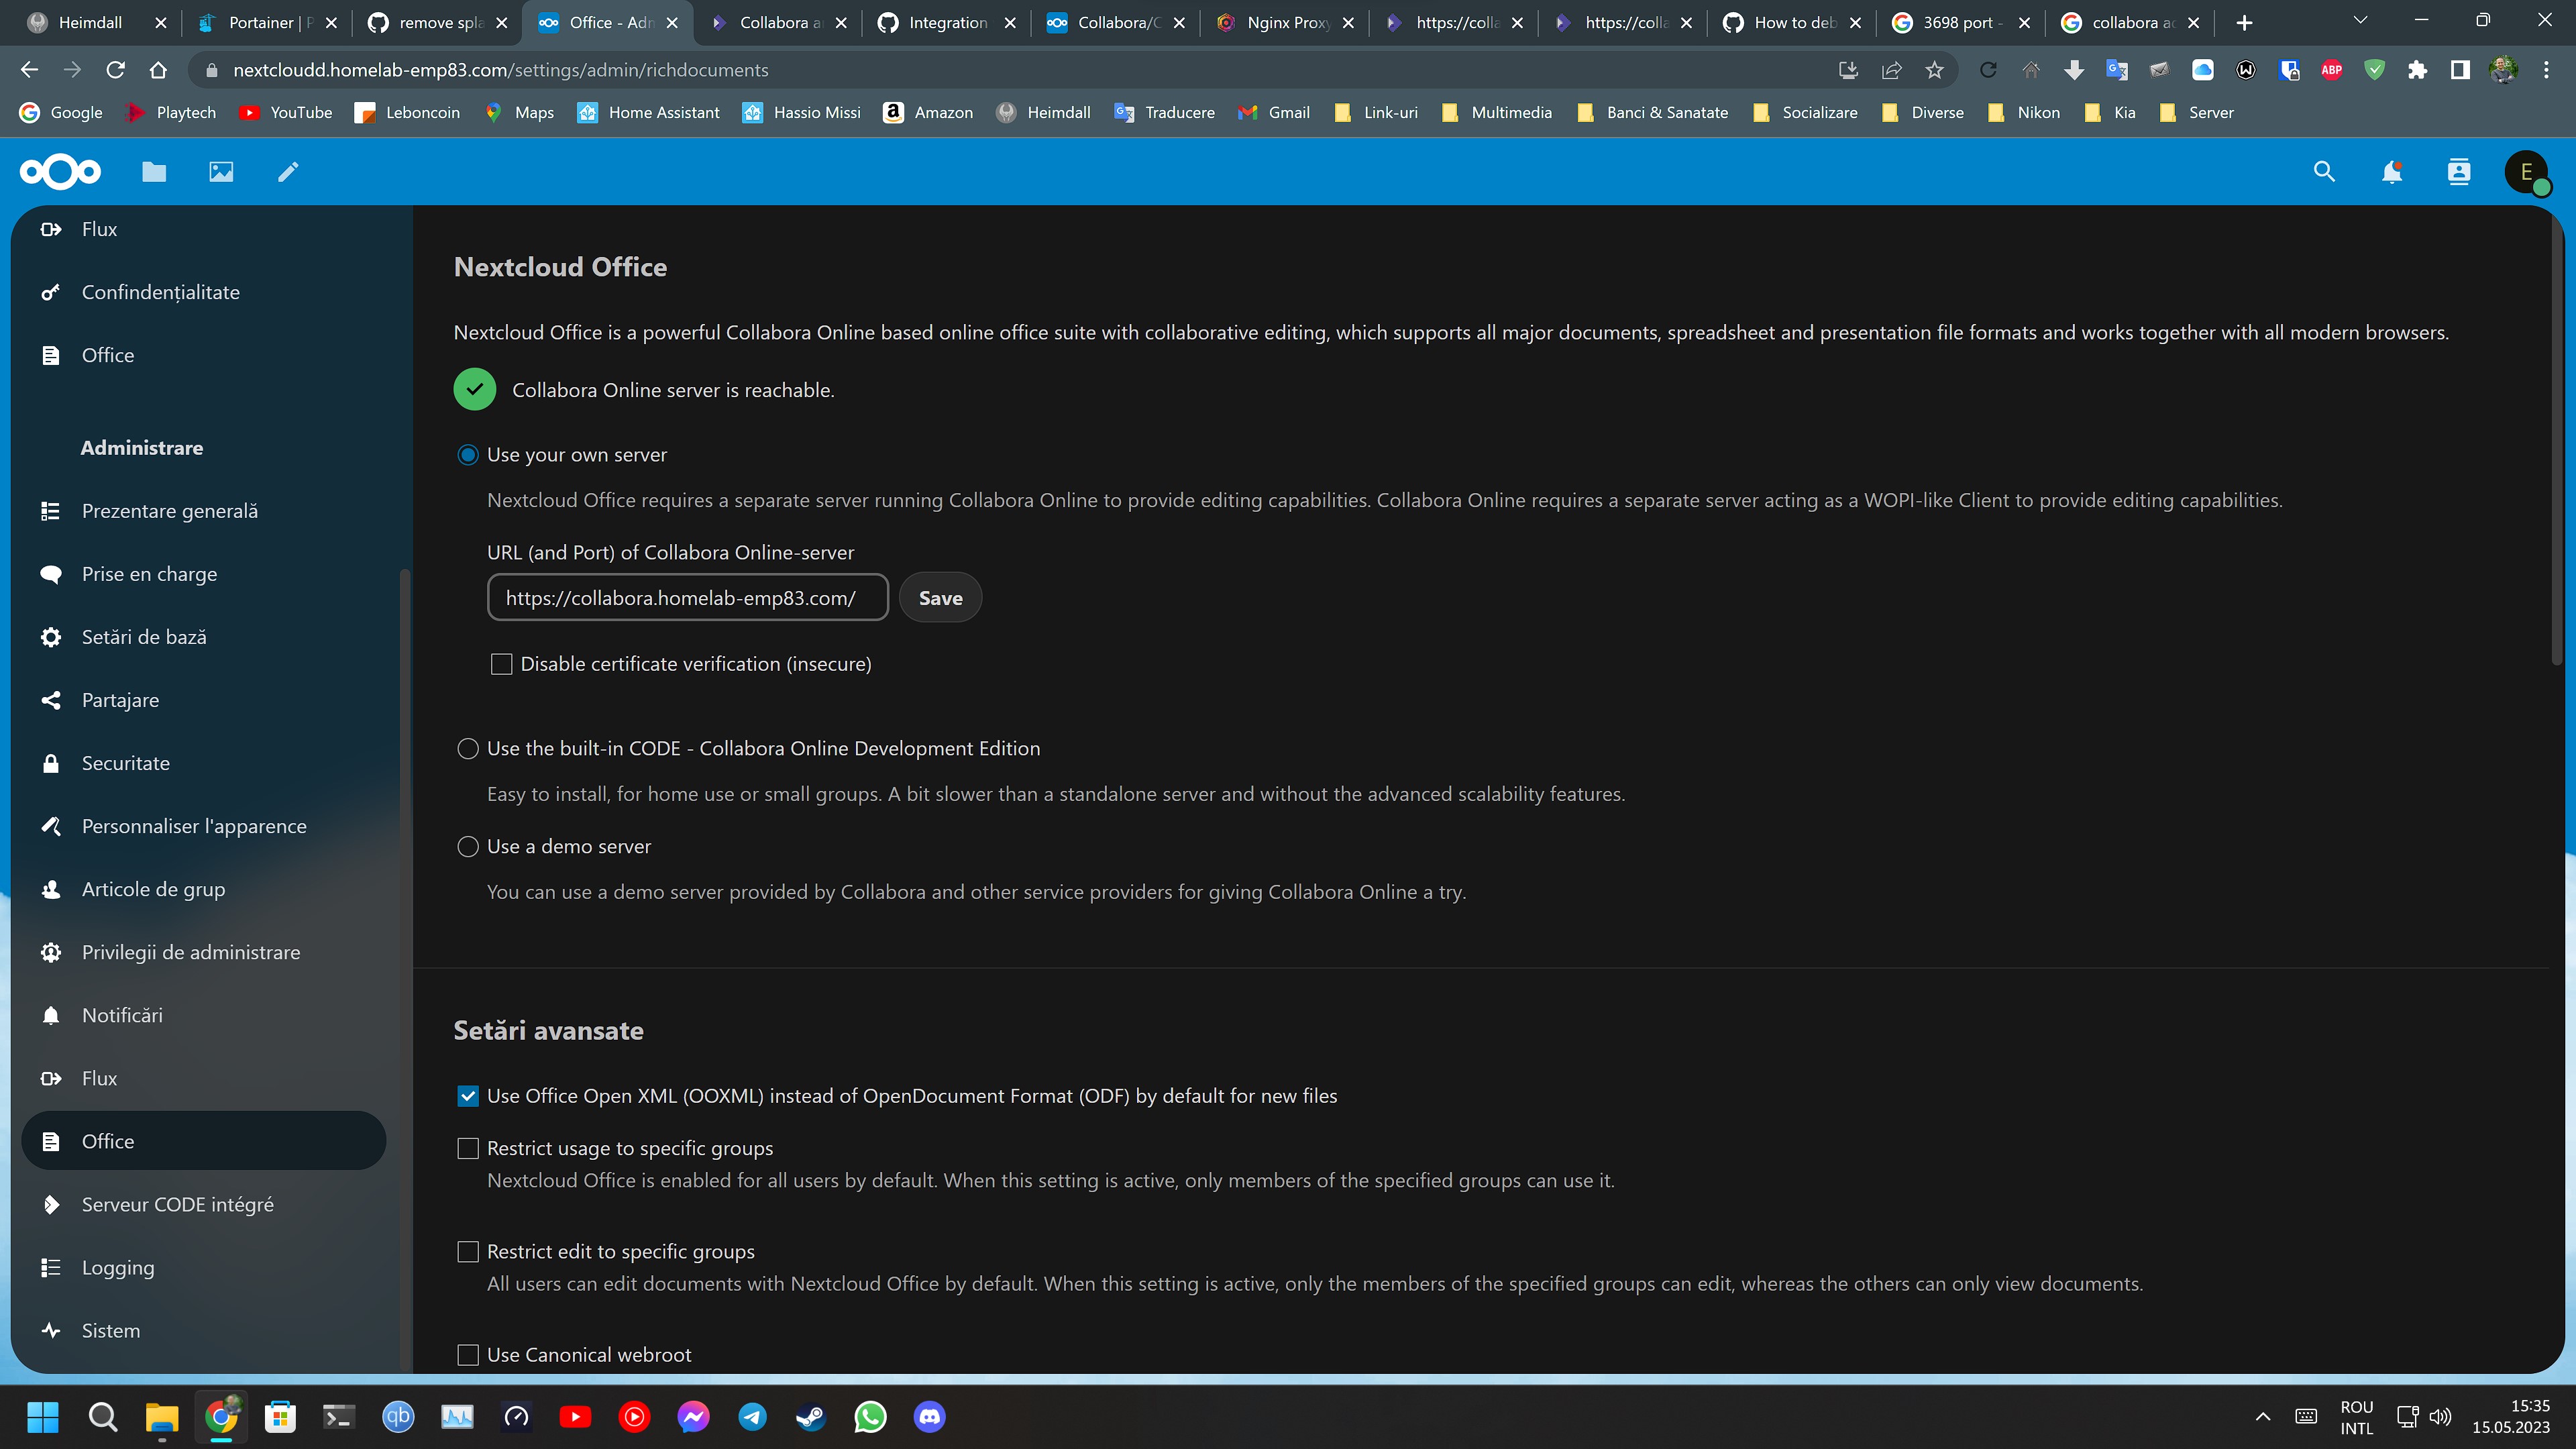 Heimdall
Portainer | P
remove spla
Office - Adn
Collabora a
Integration
Collabora/C
Nginx Proxy
https://colla
https://colla
How to deb
3698 port -
collabora ac
nextcloudd.homelab-emp83.com/settings/admin/richdocuments
ABP
Google
Playtech
YouTube
Leboncoin
Maps
Home Assistant
Hassio Missi
Amazon
Heimdall
Traducere
Gmail
Link-uri
Multimedia
Banci & Sanatate
Socializare
Diverse
Nikon
Kia
Server
E
Flux
Confindențialitate
Office
Administrare
Prezentare generală
Prise en charge
Setări de bază
Partajare
Securitate
Personnaliser l'apparence
Articole de grup
Privilegii de administrare
Notificări
Flux
Office
Serveur CODE intégré
Logging
Sistem
Nextcloud Office
Nextcloud Office is a powerful Collabora Online based online office suite with collaborative editing, which supports all major documents, spreadsheet and presentation file formats and works together with all modern browsers.
Collabora Online server is reachable.
Use your own server
Nextcloud Office requires a separate server running Collabora Online to provide editing capabilities. Collabora Online requires a separate server acting as a WOPI-like Client to provide editing capabilities.
URL (and Port) of Collabora Online-server
https://collabora.homelab-emp83.com/
Save
Disable certificate verification (insecure)
Use the built-in CODE - Collabora Online Development Edition
Easy to install, for home use or small groups. A bit slower than a standalone server and without the advanced scalability features.
Use a demo server
You can use a demo server provided by Collabora and other service providers for giving Collabora Online a try.
Setări avansate
Use Office Open XML (OOXML) instead of OpenDocument Format (ODF) by default for new files
Restrict usage to specific groups
Nextcloud Office is enabled for all users by default. When this setting is active, only members of the specified groups can use it.
Restrict edit to specific groups
All users can edit documents with Nextcloud Office by default. When this setting is active, only the members of the specified groups can edit, whereas the others can only view documents.
Use Canonical webroot
qb
ROU
INTL
15:35
15.05.2023